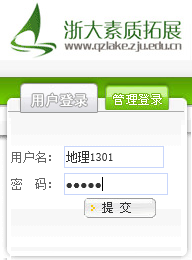 浙大素质拓展
www.qzlake.zju.edu.cn
用户登录 管理登录
用户名: 地理1301
密 码: ●●●●●
提 交